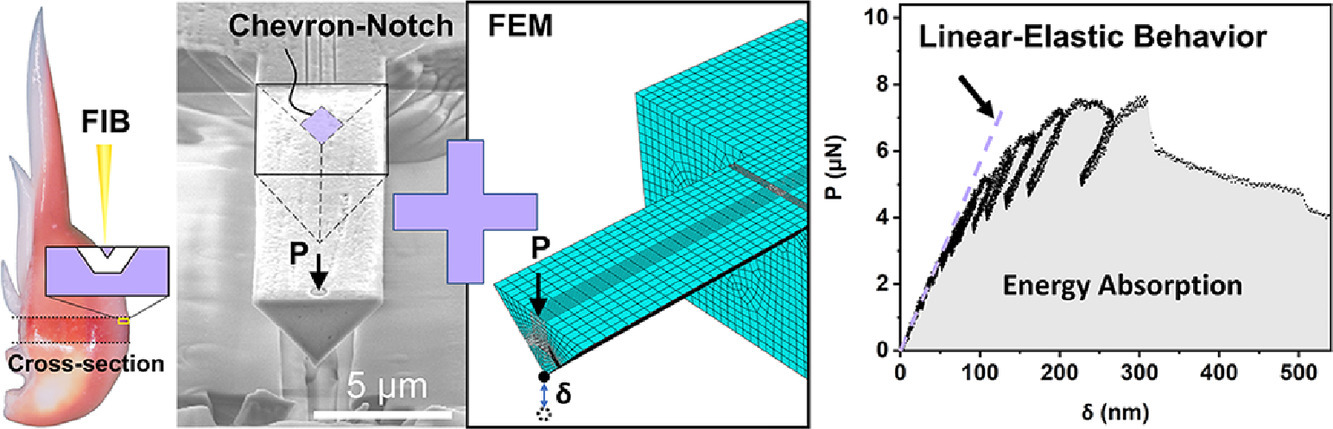 FIB
Cross-section
Chevron-Notch
P
5 μm
FEM
P
δ
Linear-Elastic Behavior
Energy Absorption
P (μN)
10
8
6
4
2
0
0 100 200 300 400 500
δ (nm)